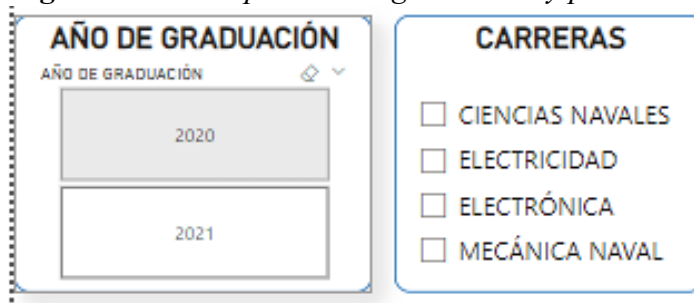 AÑO DE GRADUACIÓN
AÑO DE GRADUACIÓN
2020
2021
CARRERAS
CIENCIAS NAVALES
ELECTRICIDAD
ELECTRÓNICA
MECÁNICA NAVAL